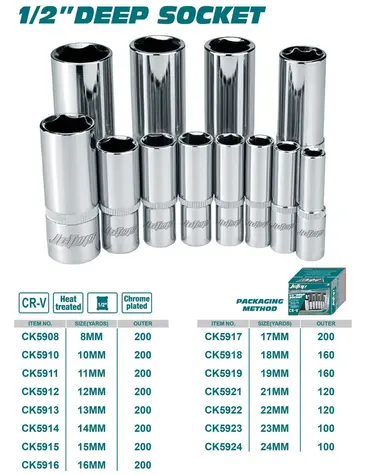 1/2" DEEP SOCKET
CR-V
Heat treated
1/2"
Chrome plated
PACKAGING
METHOD
ITEM NO. SIZE(YARDS) OUTER
CK5908 8MM 200
CK5910 10MM 200
CK5911 11MM 200
CK5912 12MM 200
CK5913 13MM 200
CK5914 14MM 200
CK5915 15MM 200
CK5916 16MM 200
ITEM NO. SIZE(YARDS) OUTER
CK5917 17MM 200
CK5918 18MM 160
CK5919 19MM 160
CK5921 21MM 120
CK5922 22MM 120
CK5923 23MM 100
CK5924 24MM 100